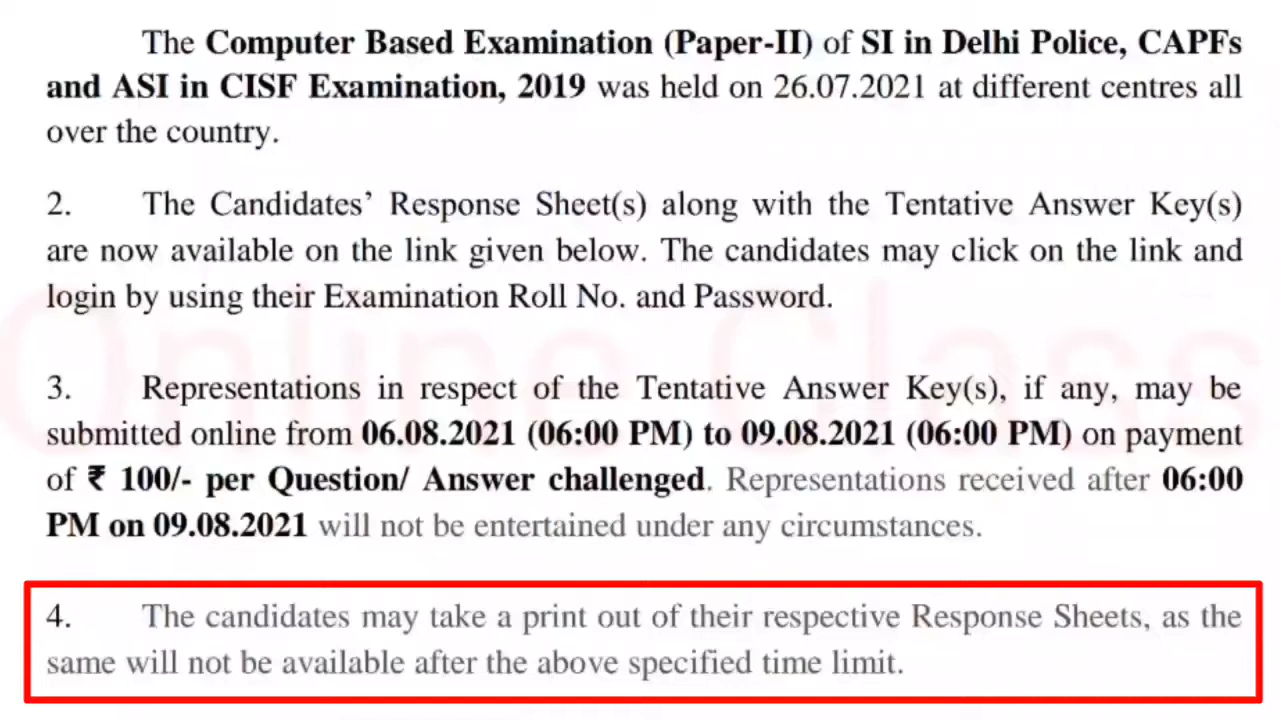 The Computer Based Examination (Paper-II) of SI in Delhi Police, CAPFs
and ASI in CISF Examination, 2019 was held on 26.07.2021 at different centres all
over the country.
2. The Candidates’ Response Sheet(s) along with the Tentative Answer Key(s)
are now available on the link given below. The candidates may click on the link and
login by using their Examination Roll No. and Password.
Online Class
3. Representations in respect of the Tentative Answer Key(s), if any, may be
submitted online from 06.08.2021 (06:00 PM) to 09.08.2021 (06:00 PM) on payment
of ₹ 100/- per Question/ Answer challenged. Representations received after 06:00
PM on 09.08.2021 will not be entertained under any circumstances.
4. The candidates may take a print out of their respective Response Sheets, as the
same will not be available after the above specified time limit.